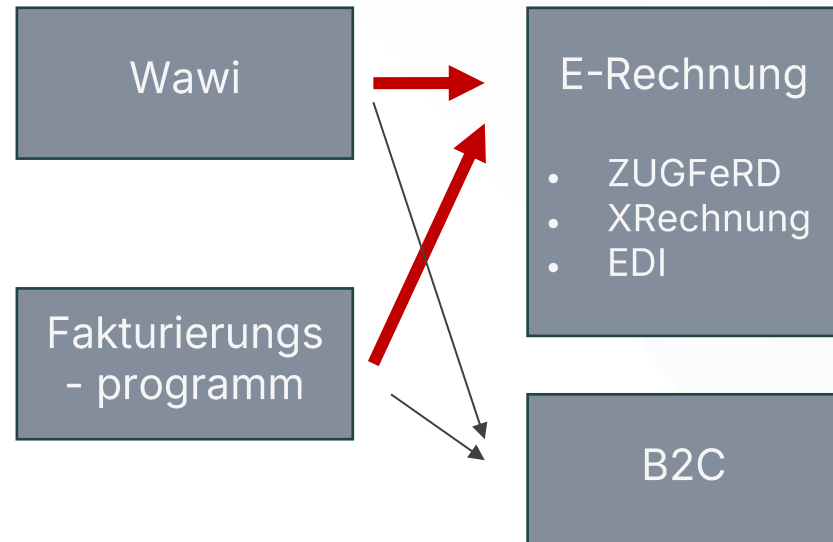 Wawi
Fakturierungs
- programm
E-Rechnung
• ZUGFeRD
• XRechnung
• EDI
B2C